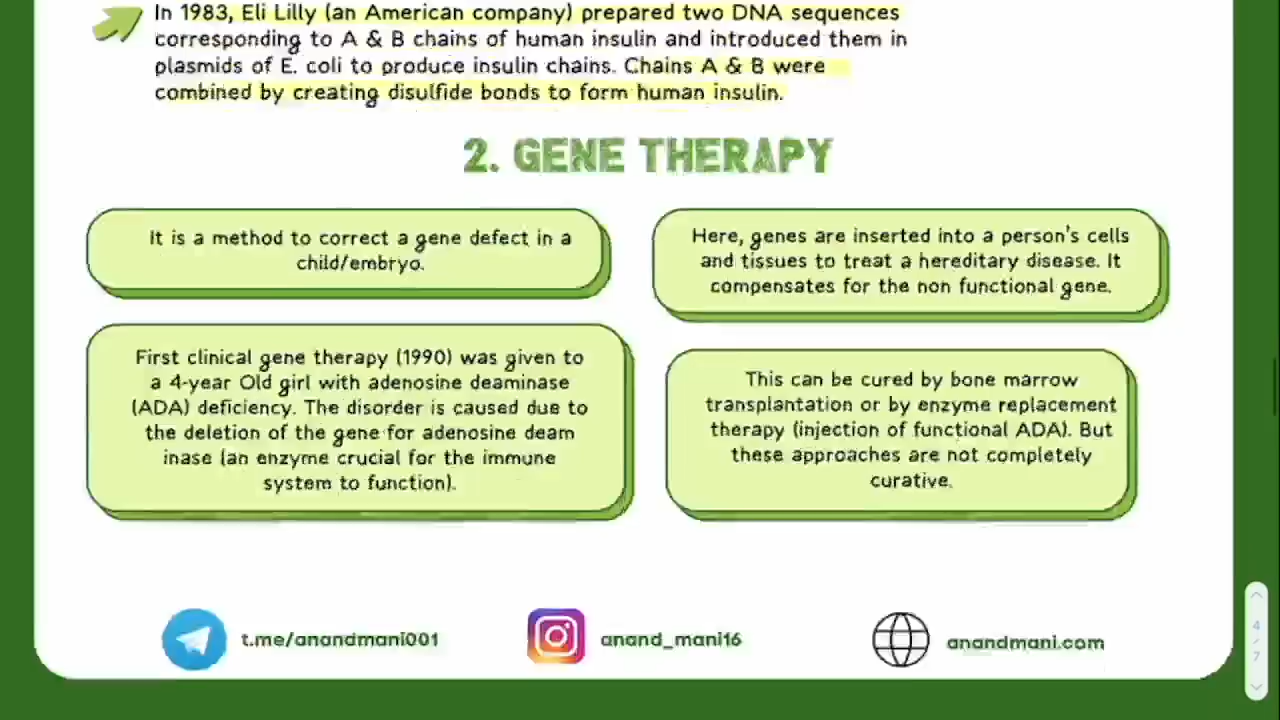 In 1983, Eli Lilly (an American company) prepared two DNA sequences
corresponding to A & B chains of human insulin and introduced them in
plasmids of E. coli to produce insulin chains. Chains A & B were
combined by creating disulfide bonds to form human insulin.
2. GENE THERAPY
It is a method to correct a gene defect in a
child/embryo.
Here, genes are inserted into a person's cells
and tissues to treat a hereditary disease. It
compensates for the non functional gene.
First clinical gene therapy (1990) was given to
a 4-year Old girl with adenosine deaminase
(ADA) deficiency. The disorder is caused due to
the deletion of the gene for adenosine deam
inase (an enzyme crucial for the immune
system to function).
This can be cured by bone marrow
transplantation or by enzyme replacement
therapy (injection of functional ADA). But
these approaches are not completely
curative.
t.me/anandmani001
anand_mani16
anandmani.com
4
/
7